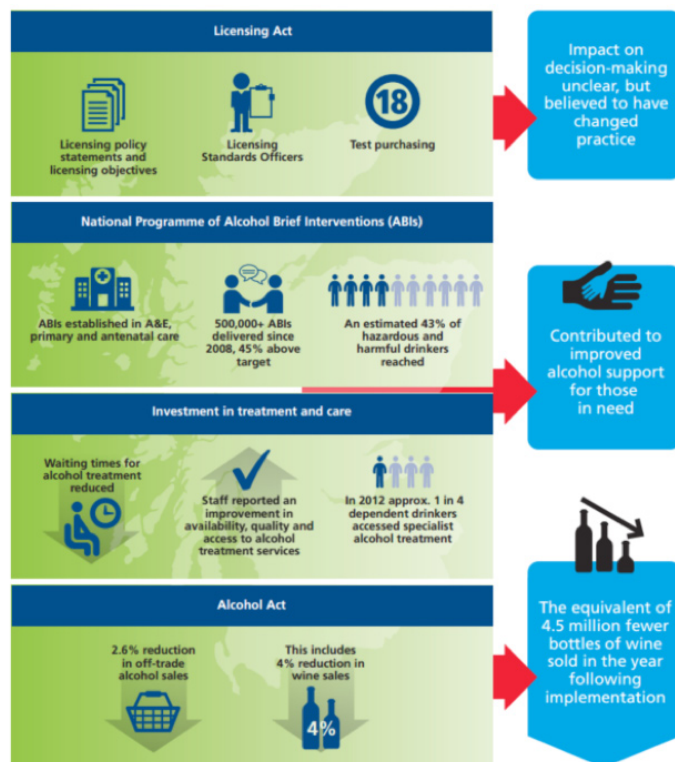 Licensing Act
18
Licensing policy
statements and
licensing objectives
Licensing
Standards Officers
Test purchasing
Impact on
decision-making
unclear, but
believed to have
changed
practice
National Programme of Alcohol Brief Interventions (ABIs)
ABIs established in A&E,
primary and antenatal care
500,000+ ABIs
delivered since
2008, 45% above
target
An estimated 43% of
hazardous and
harmful drinkers
reached
Contributed to
improved
alcohol support
for those
in need
Investment in treatment and care
Waiting times for
alcohol treatment
reduced
Staff reported an
improvement in
availability, quality and
access to alcohol
treatment services
In 2012 approx. 1 in 4
dependent drinkers
accessed specialist
alcohol treatment
Alcohol Act
2.6% reduction
in off-trade
alcohol sales
This includes
4% reduction in
wine sales
4%
The equivalent of
4.5 million fewer
bottles of wine
sold in the year
following
implementation